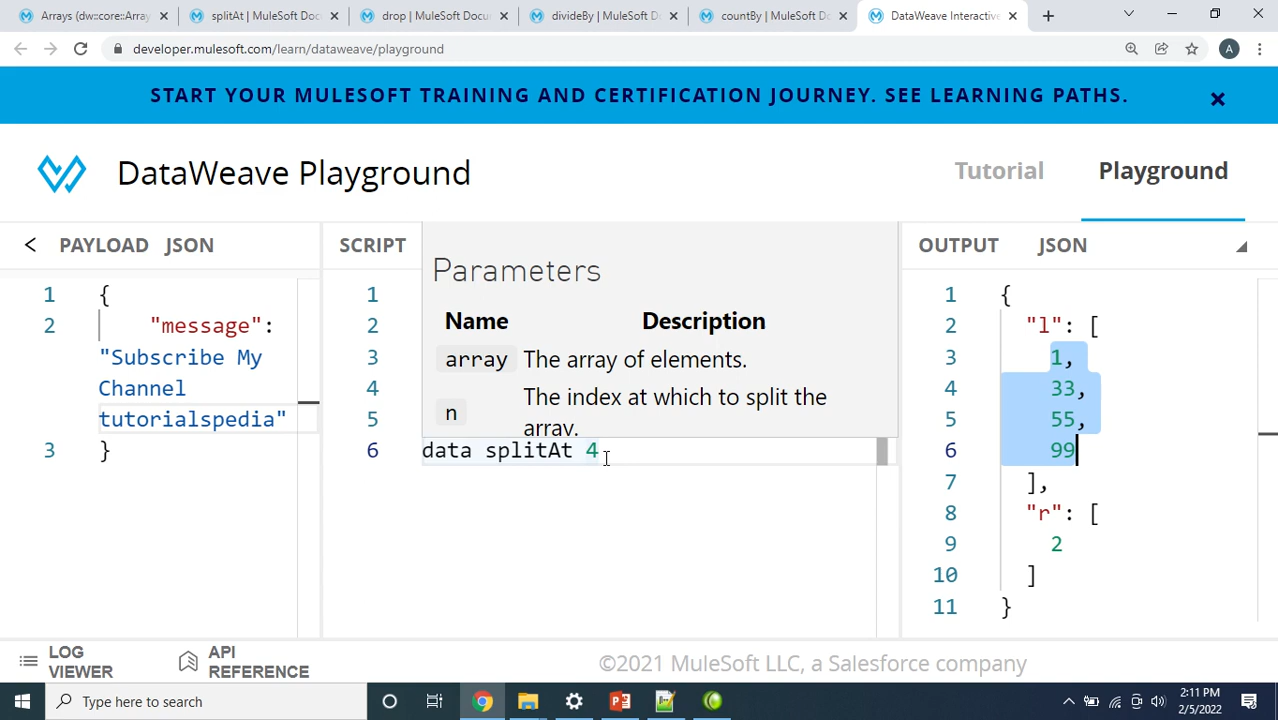 Arrays (dw::core::Array
splitAt | MuleSoft Docu
drop | MuleSoft Docum
divideBy | MuleSoft Do
countBy | MuleSoft Do
DataWeave Interactive
developer.mulesoft.com/learn/dataweave/playground
A
START YOUR MULESOFT TRAINING AND CERTIFICATION JOURNEY. SEE LEARNING PATHS.
DataWeave Playground
Tutorial
Playground
PAYLOAD JSON
1 {
2 "message":
"Subscribe My
Channel
tutorialspedia"
3 }
SCRIPT
1
2
3
4
5
6 data splitAt 4
Parameters
Name Description
array The array of elements.
n The index at which to split the
array.
OUTPUT JSON
1 {
2 "l": [
3 1,
4 33,
5 55,
6 99
7 ],
8 "r": [
9 2
10 ]
11 }
LOG
VIEWER
API
REFERENCE
©2021 MuleSoft LLC, a Salesforce company
Type here to search
2:11 PM
2/5/2022